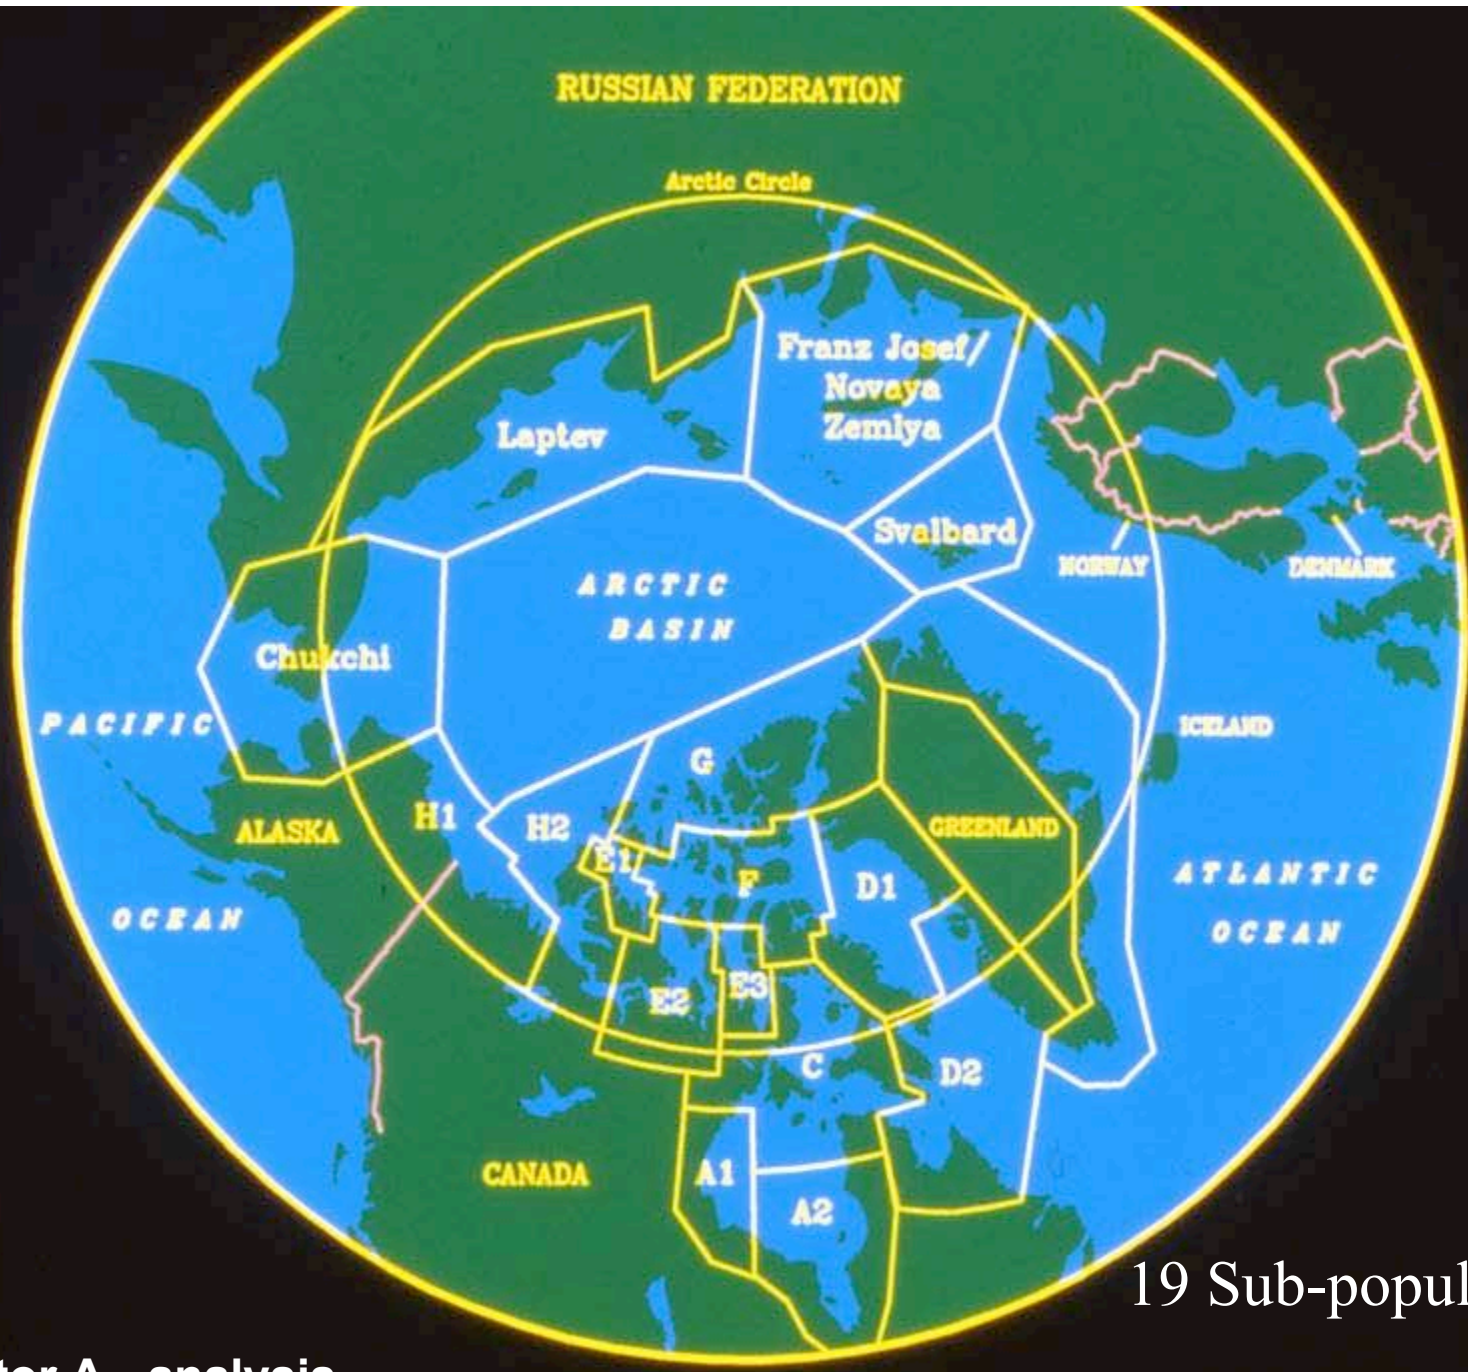 RUSSIAN FEDERATION
Arctic Circle
Franz Josef/
Novaya
Zemlya
Laptev
Svalbard
NORWAY
DENMARK
ARCTIC
BASIN
Chukchi
PACIFIC
ICELAND
G
H1
H2
ALASKA
GREENLAND
E1
F
D1
ATLANTIC
OCEAN
OCEAN
E2
E3
C
D2
CANADA
A1
A2
19 Sub-popul
analysis